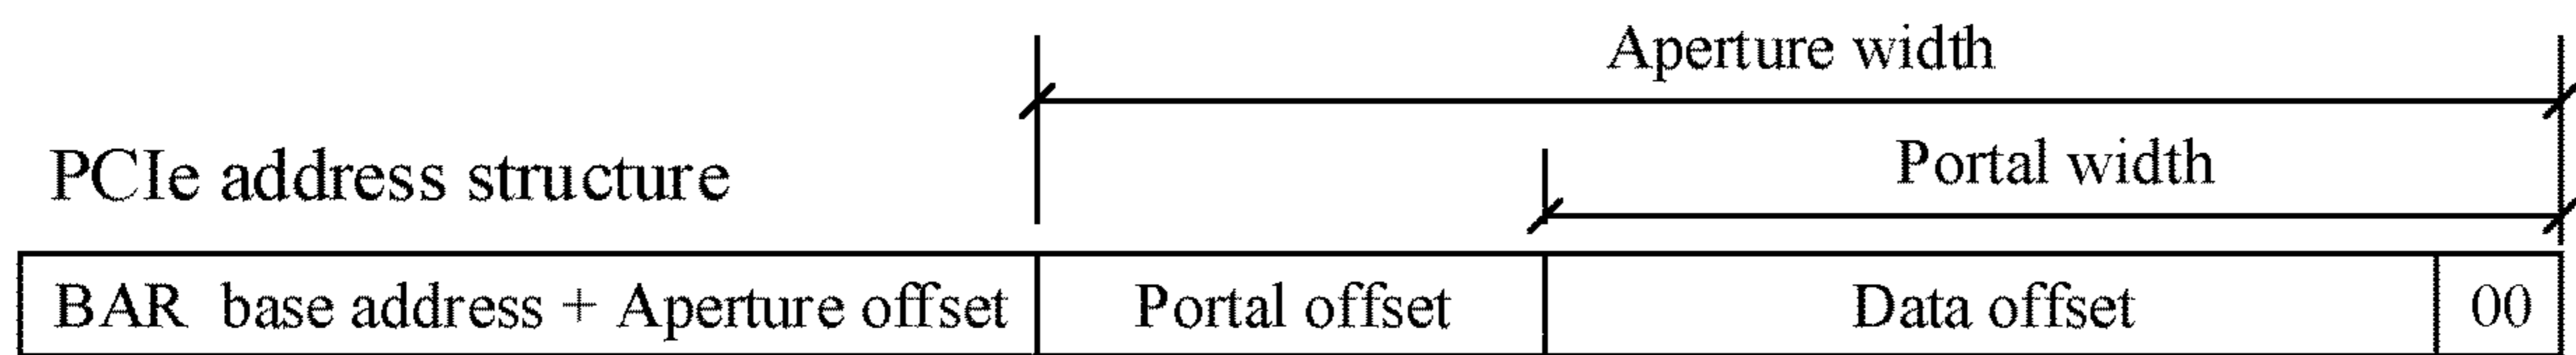 Aperture width
PCIe address structure
Portal width
BAR base address + Aperture offset
Portal offset
Data offset
00